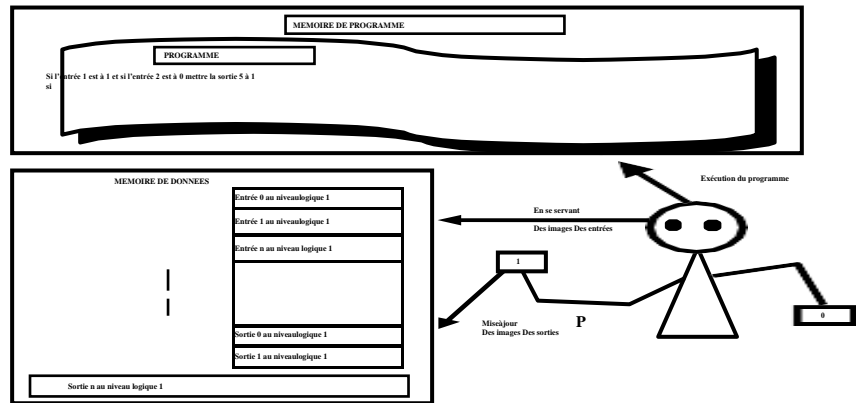 MEMOIRE DE PROGRAMME
PROGRAMME
Si l'entrée 1 est à 1 et si l'entrée 2 est à 0 mettre la sortie 5 à 1
si
MEMOIRE DE DONNEES
Exécution du programme
Entrée 0 au niveaulogique 1
En se servant
Entrée 1 au niveaulogique 1
Des images Des entrées
Entrée n au niveau logique 1
1
0
Miseàjour
P
Des images Des sorties
Sortie 0 au niveaulogique 1
Sortie 1 au niveaulogique 1
Sortie n au niveau logique 1